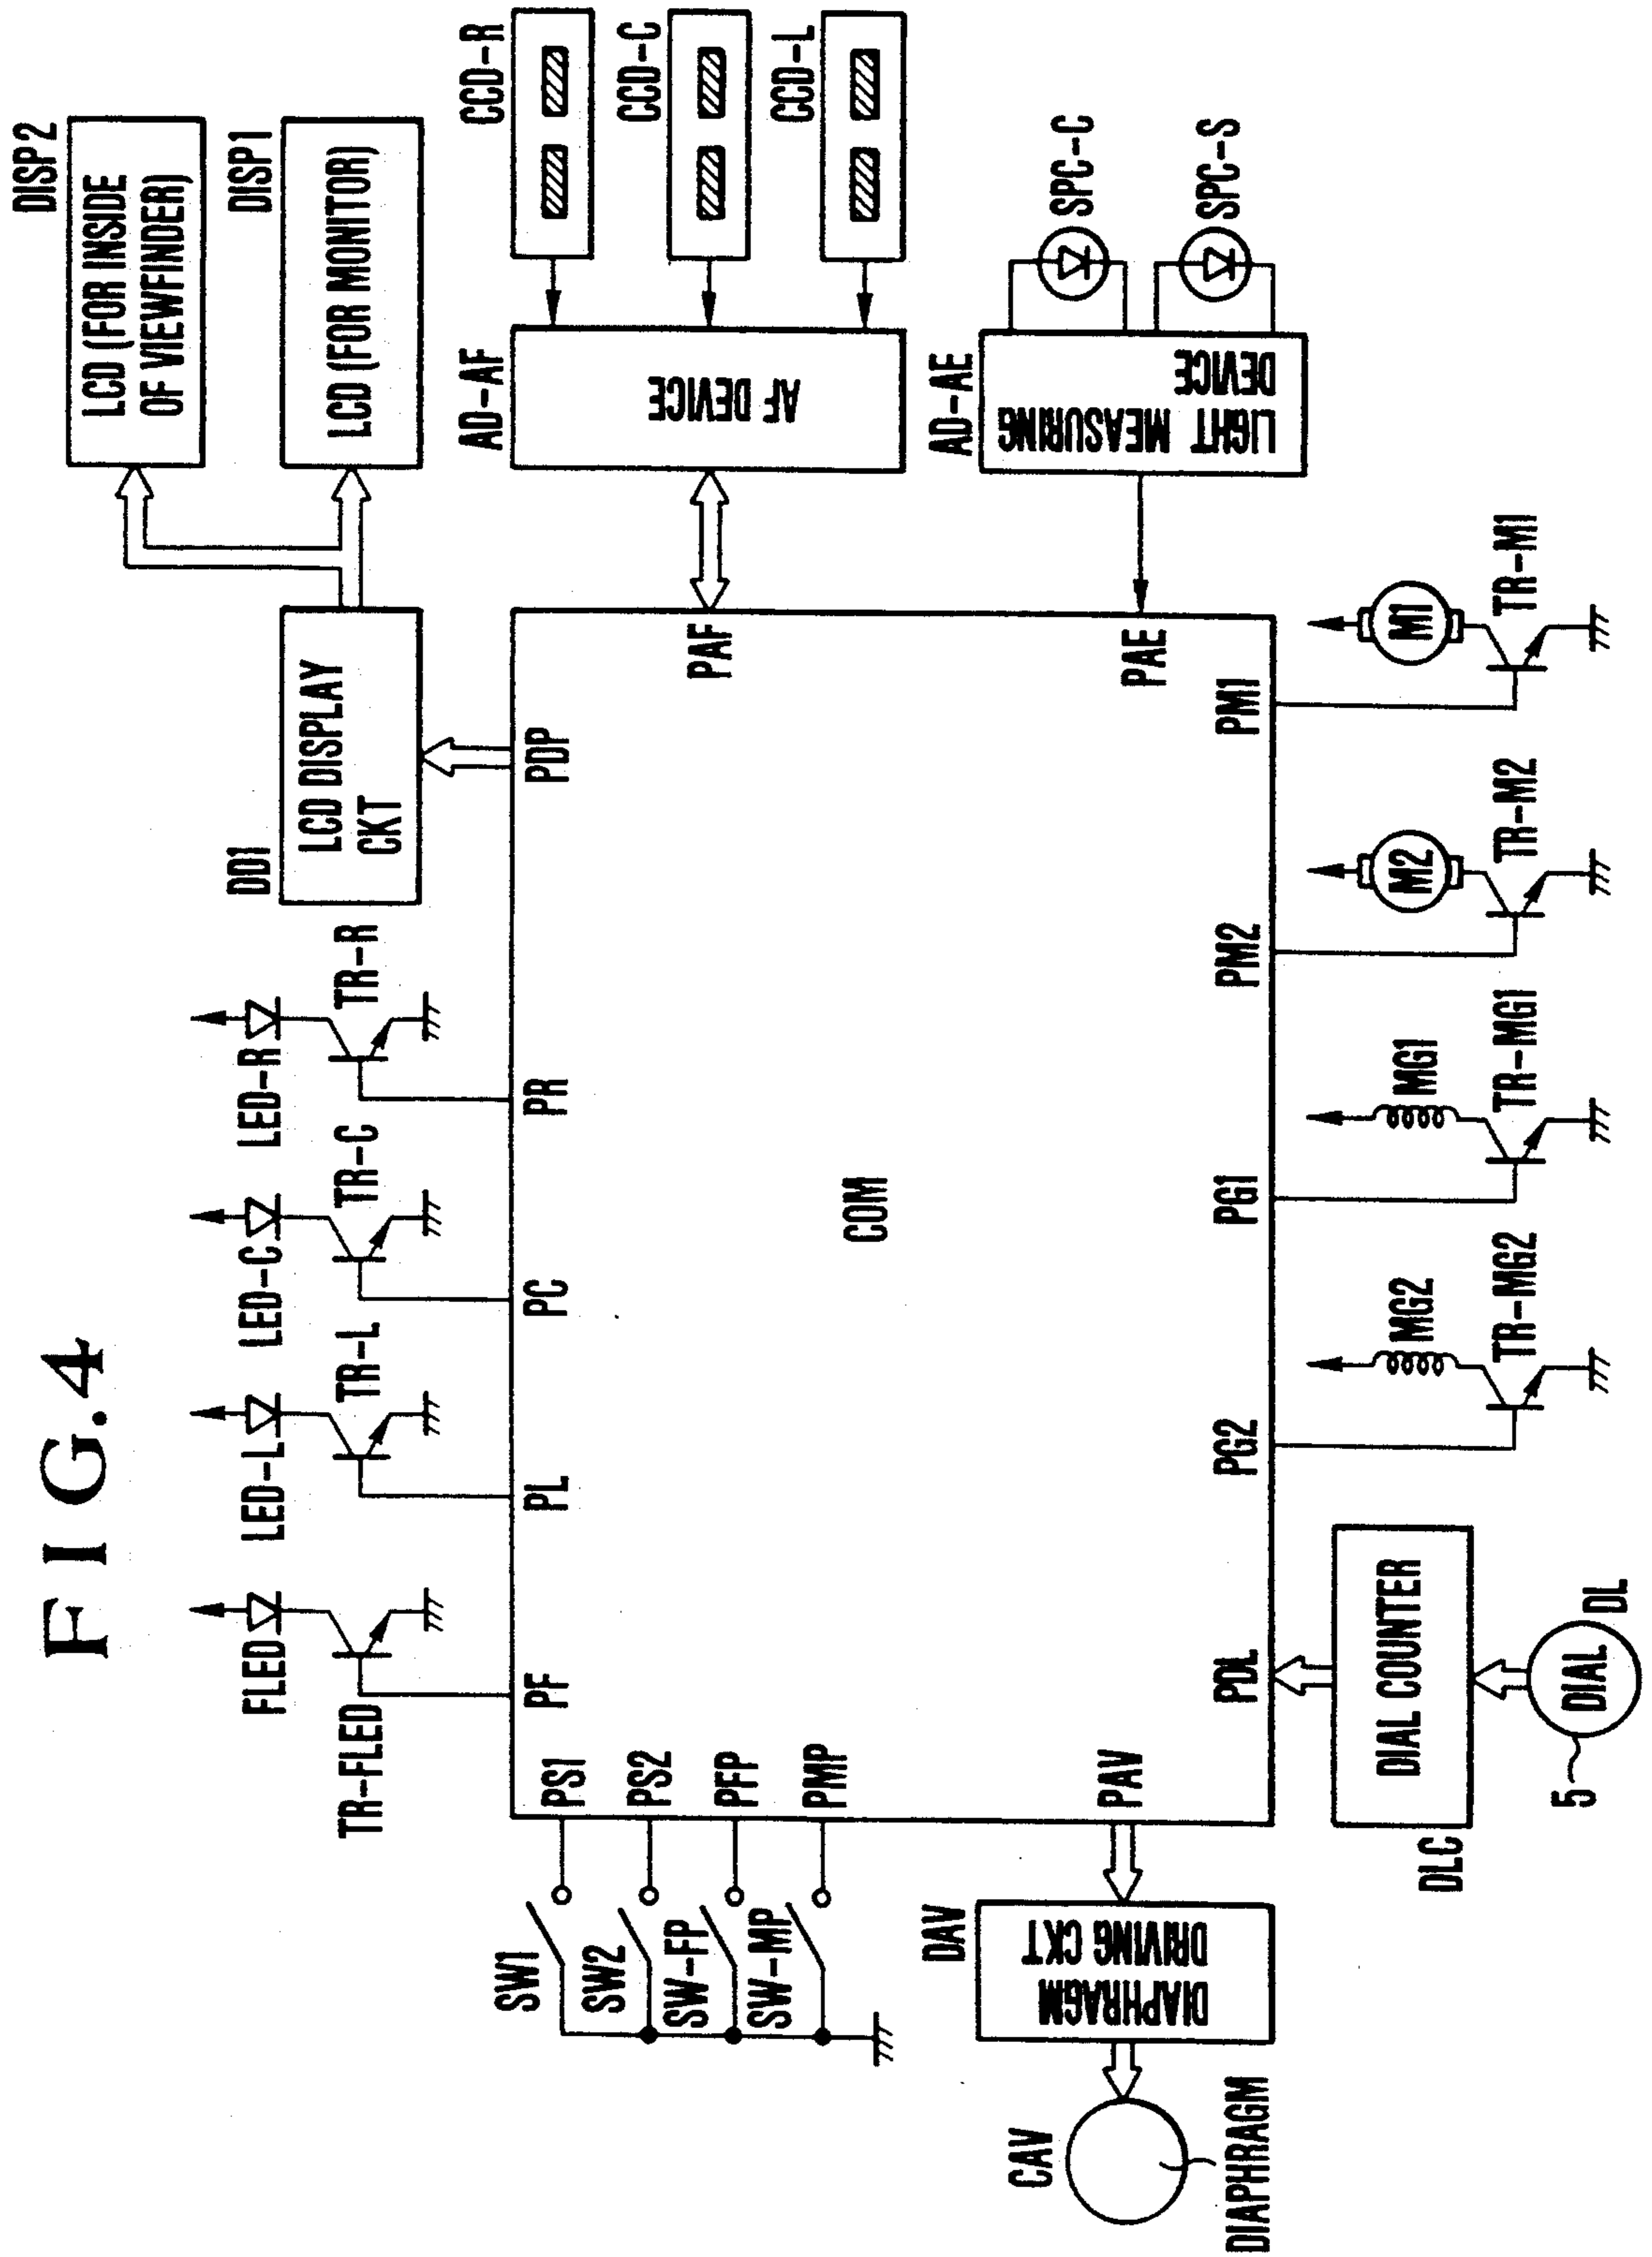 FIG.4
FLED
LED-L
LED-C
LED-R
TR-FLED
TR-L
TR-C
TR-R
DD1
LCD DISPLAY
CKT
DISP2
LCD (FOR INSIDE
OF VIEWFINDER)
DISP1
LCD (FOR MONITOR)
PF
PL
PC
PR
PDP
PS1
PS2
PFP
PMP
PAV
SW1
SW2
SW-FP
SW-MP
COM
PAF
PAE
AD-AF
AF DEVICE
CCD-R
CCD-C
CCD-L
AD-AE
LIGHT MEASURING
DEVICE
SPC-C
SPC-S
DAV
DIAPHRAGM
DRIVING CKT
CAV
DIAPHRAGM
PDL
PG2
PG1
PM2
PM1
DLC
DIAL COUNTER
5
DIAL
DL
MG2
TR-MG2
MG1
TR-MG1
M2
TR-M2
M1
TR-M1